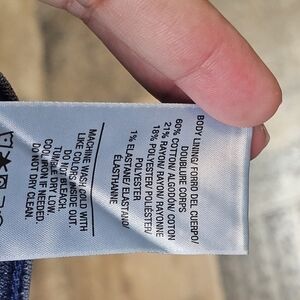 BODY LINING/FORRO DEL CUERPO/
DOUBLURE CORPS
60% COTTON/ALGODON/COTON
21% RAYON/RAYON/RAYONNE
18% POLYESTER/POLIÉSTER/
POLYESTER
1% ELASTANE/ELASTANO/
ÉLASTHANNE
MACHINE WASH COLD WITH
LIKE COLORS INSIDE OUT.
DO NOT BLEACH.
TUMBLE DRY LOW.
COOL IRON IF NEEDED.
DO NOT DRY CLEAN.